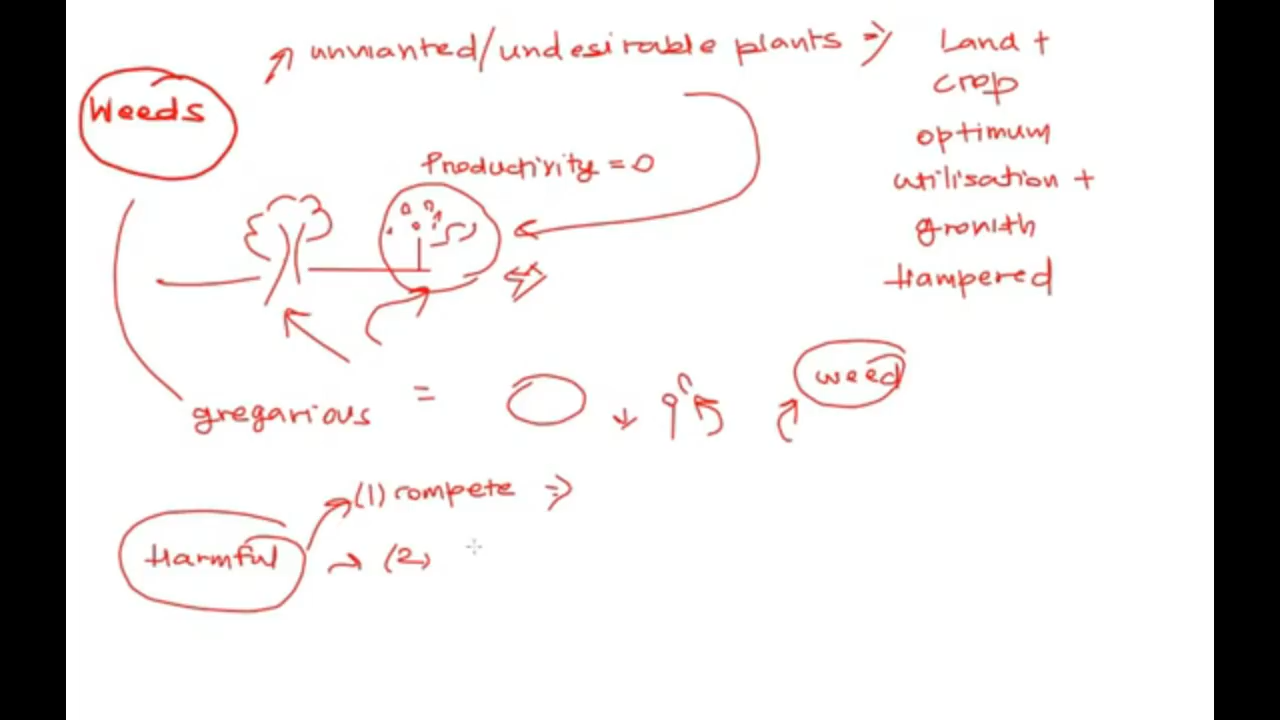 Weeds
unwanted/undesirable plants ⇒
Land +
crop
optimum
utilisation +
growth
Hampered
Productivity = 0
gregarious =
weed
Harmful
(1) compete ⇒
→ (2)